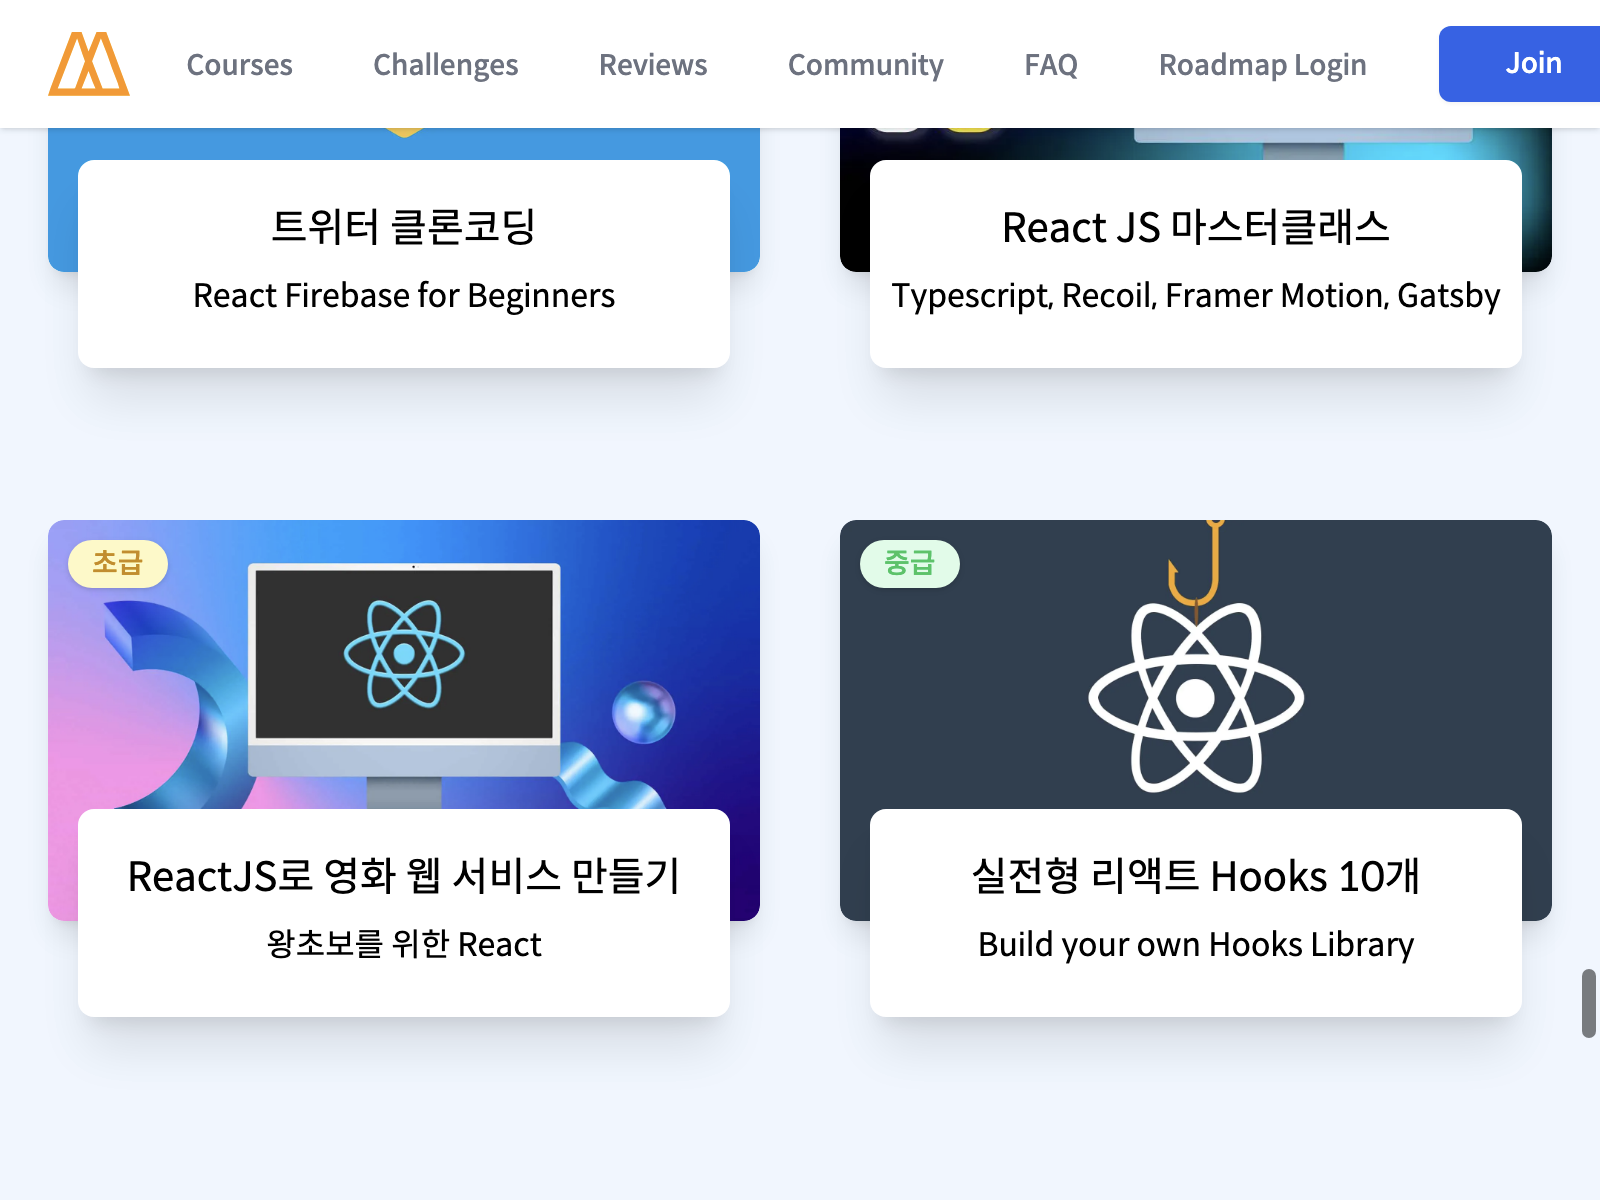 Courses
Challenges
Reviews
Community
FAQ
Roadmap
Login
Join
트위터 클론코딩
React Firebase for Beginners
React JS 마스터클래스
Typescript, Recoil, Framer Motion, Gatsby
초급
ReactJS로 영화 웹 서비스 만들기
왕초보를 위한 React
중급
실전형 리액트 Hooks 10개
Build your own Hooks Library